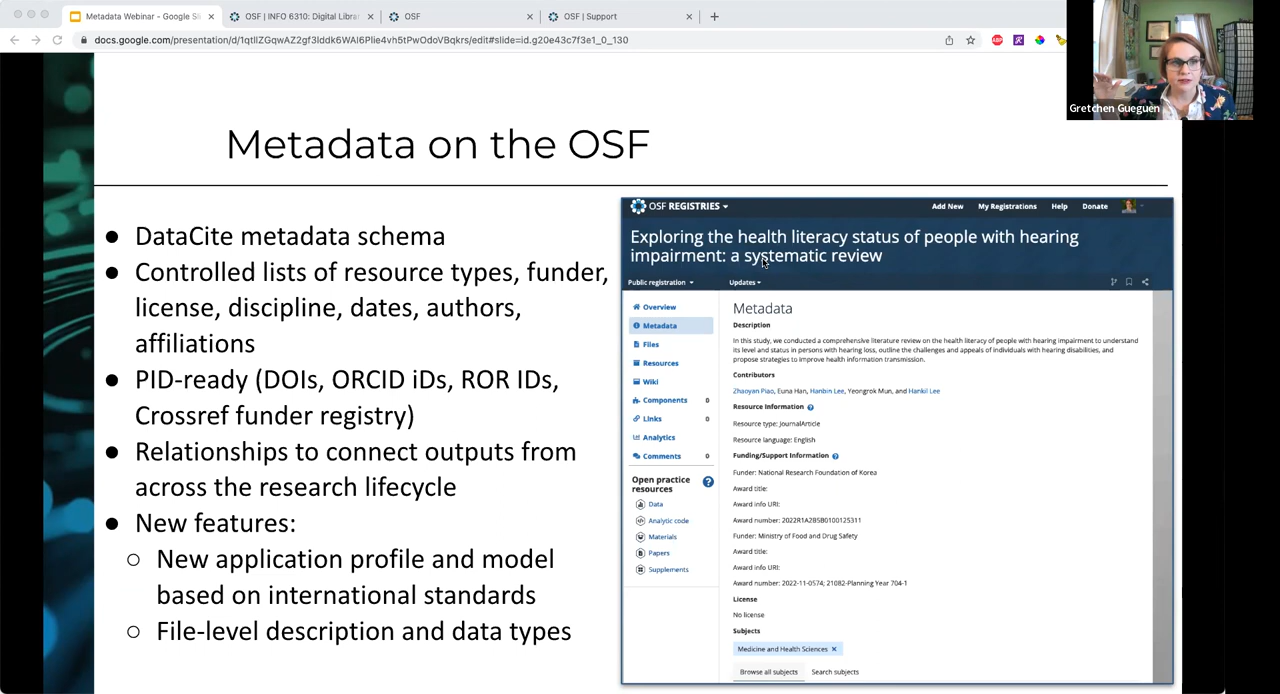 Metadata Webinar - Google Sl
OSF | INFO 6310: Digital Librar
OSF
OSF | Support
docs.google.com/presentation/d/1qtllZGqwAZ2gf3Iddk6WAl6Plie4vh5tPwOdoVBqkrs/edit#slide=id.g20e43c7f3e1_0_130
ABP
Gretchen Gueguen
Metadata on the OSF
● DataCite metadata schema
● Controlled lists of resource types, funder,
license, discipline, dates, authors,
affiliations
● PID-ready (DOIs, ORCID iDs, ROR IDs,
Crossref funder registry)
● Relationships to connect outputs from
across the research lifecycle
● New features:
○ New application profile and model
based on international standards
○ File-level description and data types
OSF REGISTRIES
Add New My Registrations Help Donate
Exploring the health literacy status of people with hearing
impairment: a systematic review
Public registration Updates
Overview
Metadata
Files
Resources
Wiki
Components 0
Links 0
Analytics
Comments 0
Open practice
resources
Data
Analytic code
Materials
Papers
Supplements
Metadata
Description
In this study, we conducted a comprehensive literature review on the health literacy of people with hearing impairment to understand
its level and status in persons with hearing loss, outline the challenges and appeals of individuals with hearing disabilities, and
propose strategies to improve health information transmission.
Contributors
Zhaoyan Piao, Euna Han, Hanbin Lee, Yeongrok Mun, and Hankil Lee
Resource Information
Resource type: JournalArticle
Resource language: English
Funding/Support Information
Funder: National Research Foundation of Korea
Award title:
Award info URI:
Award number: 2022R1A2B5B0100125311
Funder: Ministry of Food and Drug Safety
Award title:
Award info URI:
Award number: 2022-11-0574; 21082-Planning Year 704-1
License
No license
Subjects
Medicine and Health Sciences ×
Browse all subjects Search subjects